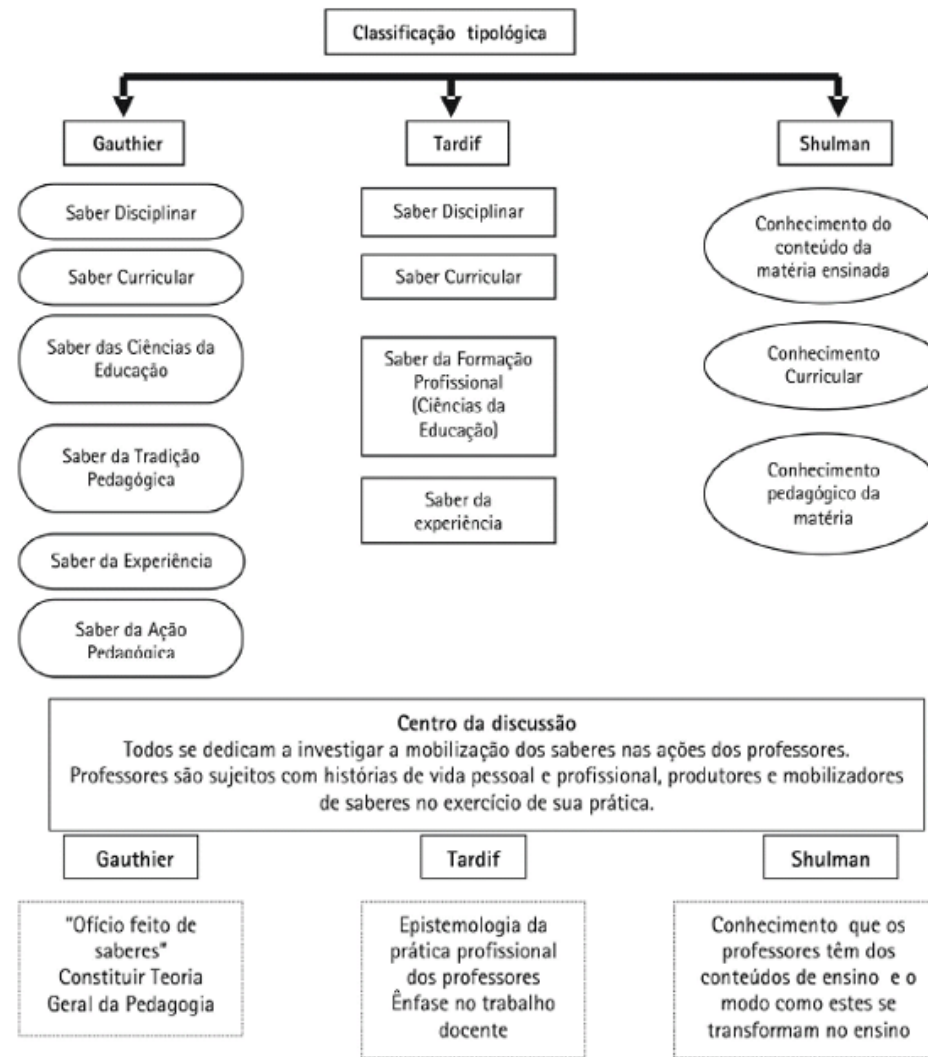 Classificação tipológica
Gauthier
Tardif
Shulman
Saber Disciplinar
Saber Curricular
Saber das Ciências da
Educação
Saber da Tradição
Pedagógica
Saber da Experiência
Saber da Ação
Pedagógica
Saber Disciplinar
Saber Curricular
Saber da Formação
Profissional
(Ciências da
Educação)
Saber da
experiência
Conhecimento do
conteúdo da
matéria ensinada
Conhecimento
Curricular
Conhecimento
pedagógico da
matéria
Centro da discussão
Todos se dedicam a investigar a mobilização dos saberes nas ações dos professores.
Professores são sujeitos com histórias de vida pessoal e profissional, produtores e mobilizadores
de saberes no exercício de sua prática.
Gauthier
Tardif
Shulman
"Ofício feito de
saberes"
Constituir Teoria
Geral da Pedagogia
Epistemologia da
prática profissional
dos professores
Ênfase no trabalho
docente
Conhecimento que os
professores têm dos
conteúdos de ensino e o
modo como estes se
transformam no ensino